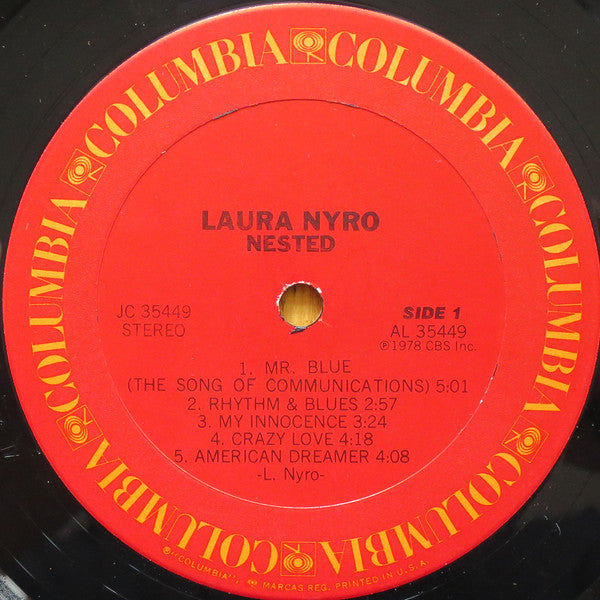 COLUMBIA COLUMBIA COLUMBIA COLUMBIA COLUMBIA COLUMBIA
LAURA NYRO
NESTED
JC 35449
STEREO
SIDE 1
AL 35449
℗1978 CBS Inc.
1. MR. BLUE
(THE SONG OF COMMUNICATIONS) 5:01
2. RHYTHM & BLUES 2:57
3. MY INNOCENCE 3:24
4. CRAZY LOVE 4:18
5. AMERICAN DREAMER 4:08
-L. Nyro-
®"COLUMBIA", MARCAS REG. PRINTED IN U.S.A.